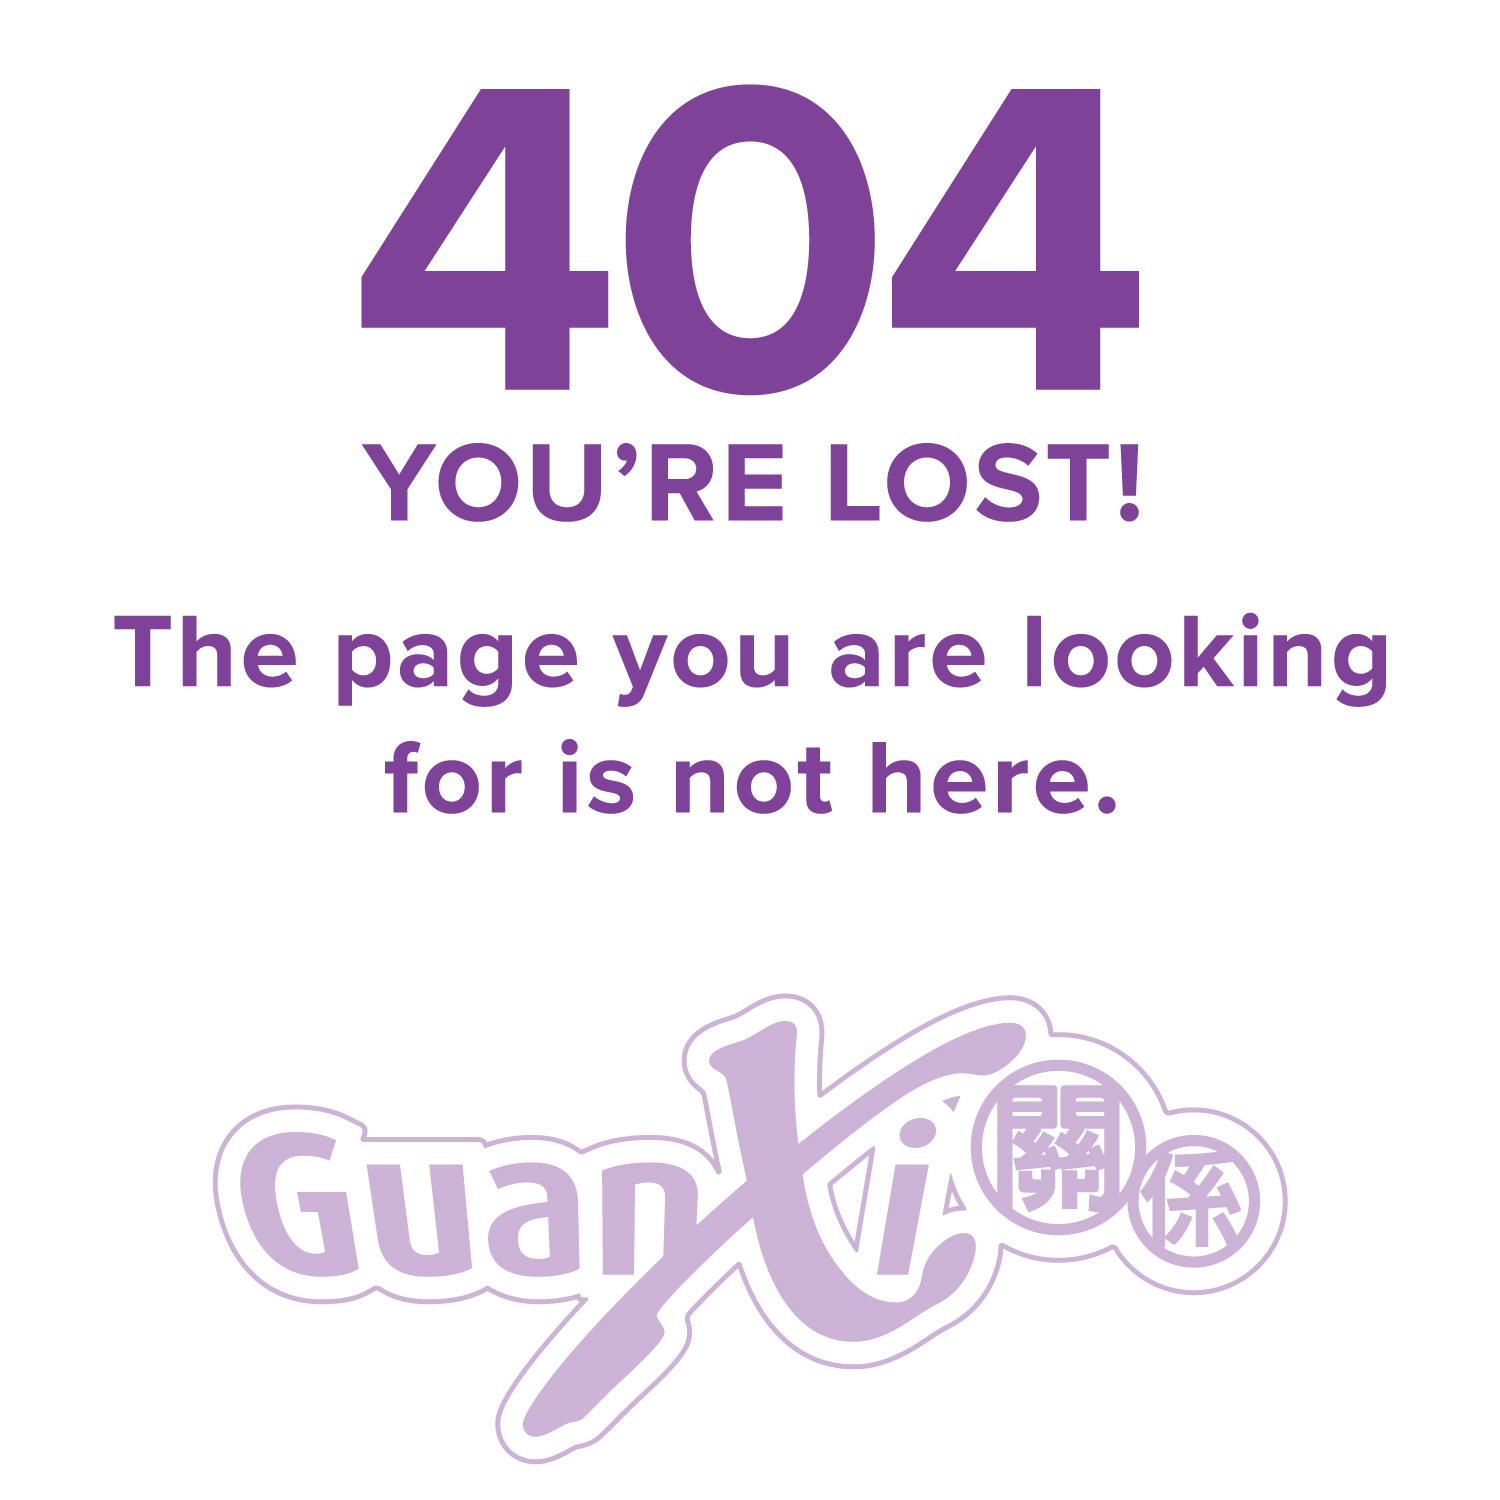 404
YOU’RE LOST!
The page you are looking
for is not here.
GuanXi 關係